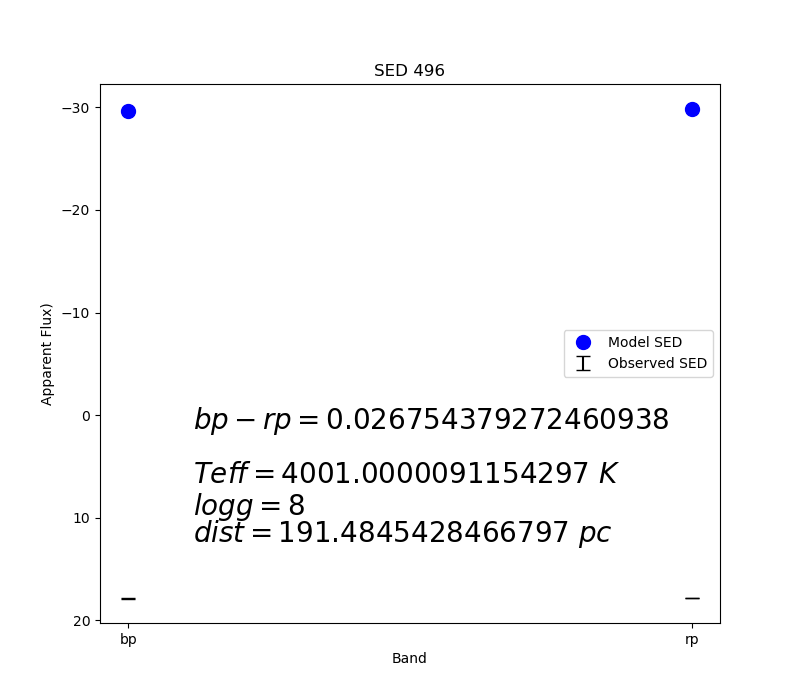 SED 496
−30
−20
−10
0
10
20
Apparent Flux)
Model SED
Observed SED
bp − rp = 0.026754379272460938
Teff = 4001.0000091154297 K
logg = 8
dist = 191.4845428466797 pc
bp
rp
Band